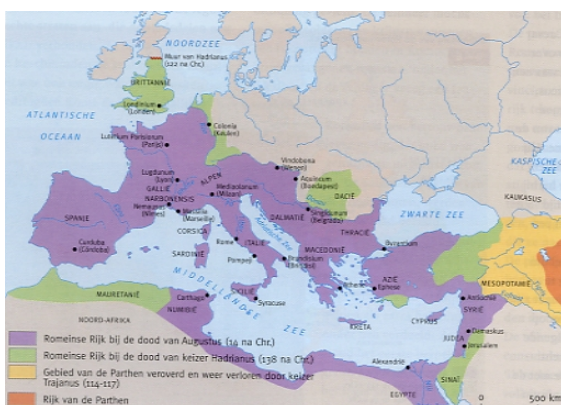 NOORDZEE
Muur van Hadrianus
(122 na Chr.)
BRITTANNIË
Londinium
(Londen)
ATLANTISCHE
OCEAAN
Colonia
(Keulen)
Lutetium Parisiorum
(Parijs)
Vindobona
(Wenen)
Aquincum
(Boedapest)
KASPISCHE-
ZEE
Lugdunum
(Lyon)
GALLIË
ALPEN
Mediolanum
(Milaan)
DACIË
KAUKASUS
NARBONENSIS
Nemausus
(Nîmes)
Massilia
(Marseille)
Singidunum
(Belgrado)
DALMATIË
ZWARTE ZEE
SPANJE
CORSICA
Adriatische Zee
THRACIË
Rome
ITALIË
MACEDONIË
Byzantium
Corduba
(Córdoba)
SARDINIË
Pompeji
Brundisium
(Brindisi)
MESOPOTAMIË
AZIË
Athene
Ephese
MIDDELLANDSE ZEE
SICILIË
Syracuse
Antiochia
SYRIË
MAURETANIË
Carthago
NUMIDIË
KRETA
CYPRUS
Damaskus
JUDEA
Jeruzalem
NOORD-AFRIKA
Alexandrië
SINAÏ
EGYPTE
Romeinse Rijk bij de dood van Augustus (14 na Chr.)
Romeinse Rijk bij de dood van keizer Hadrianus (138 na Chr.)
Gebied van de Parthen veroverd en weer verloren door keizer
Trajanus (114-117)
Rijk van de Parthen
0 500 km